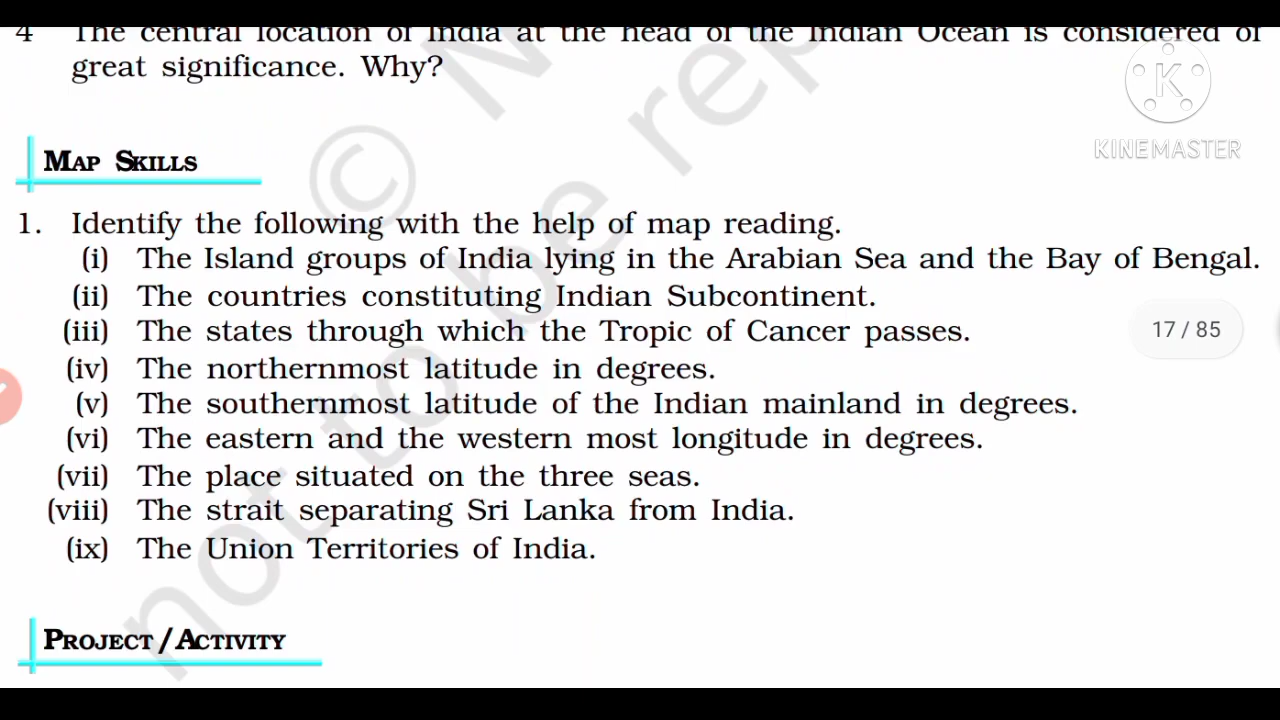 4 The central location of India at the head of the Indian Ocean is considered of
great significance. Why?
K
KINEMASTER
MAP SKILLS
1. Identify the following with the help of map reading.
(i) The Island groups of India lying in the Arabian Sea and the Bay of Bengal.
(ii) The countries constituting Indian Subcontinent.
(iii) The states through which the Tropic of Cancer passes.
17 / 85
(iv) The northernmost latitude in degrees.
(v) The southernmost latitude of the Indian mainland in degrees.
(vi) The eastern and the western most longitude in degrees.
(vii) The place situated on the three seas.
(viii) The strait separating Sri Lanka from India.
(ix) The Union Territories of India.
PROJECT / ACTIVITY
© N
not to be rep